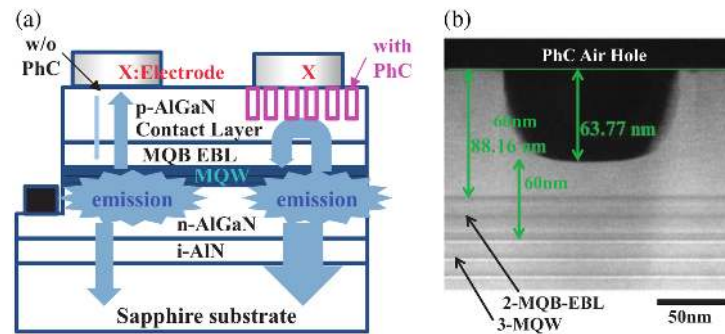 (a)
w/o
PhC
X:Electrode
X
with
PhC
p-AlGaN
Contact Layer
MQB EBL
MQW
emission
emission
n-AlGaN
i-AlN
Sapphire substrate
(b)
PhC Air Hole
60nm
88.16 nm
63.77 nm
60nm
2-MQB-EBL
3-MQW
50nm